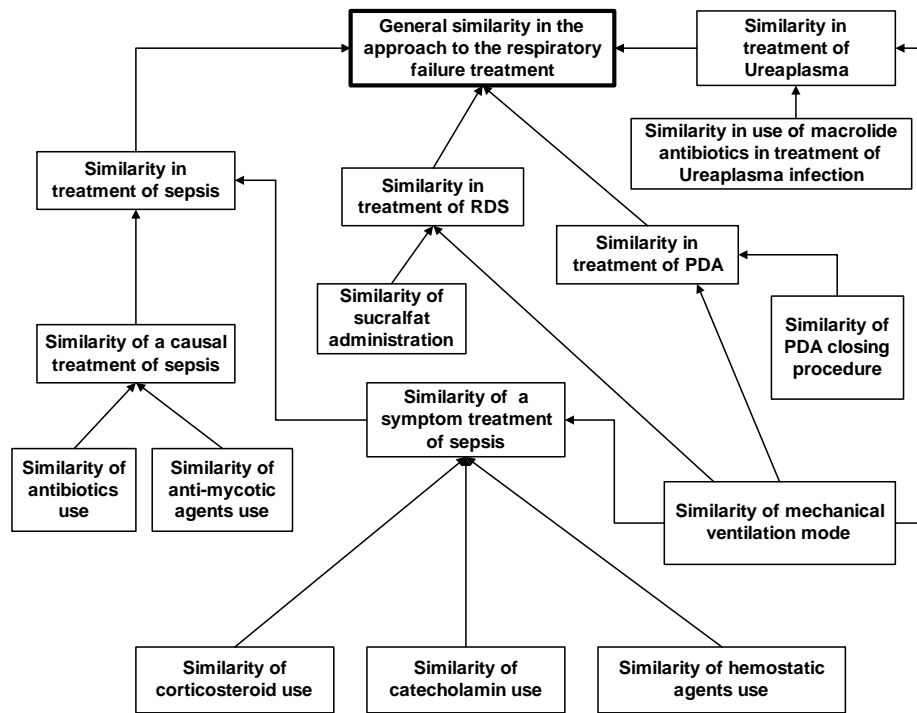 General similarity in the
approach to the respiratory
failure treatment
Similarity in
treatment of
Ureaplasma
Similarity in use of macrolide
antibiotics in treatment of
Ureaplasma infection
Similarity in
treatment of sepsis
Similarity in
treatment of RDS
Similarity in
treatment of PDA
Similarity of
sucralfat
administration
Similarity of
PDA closing
procedure
Similarity of a causal
treatment of sepsis
Similarity of a
symptom treatment
of sepsis
Similarity of
antibiotics
use
Similarity of
anti-mycotic
agents use
Similarity of mechanical
ventilation mode
Similarity of
corticosteroid use
Similarity of
catecholamin use
Similarity of hemostatic
agents use